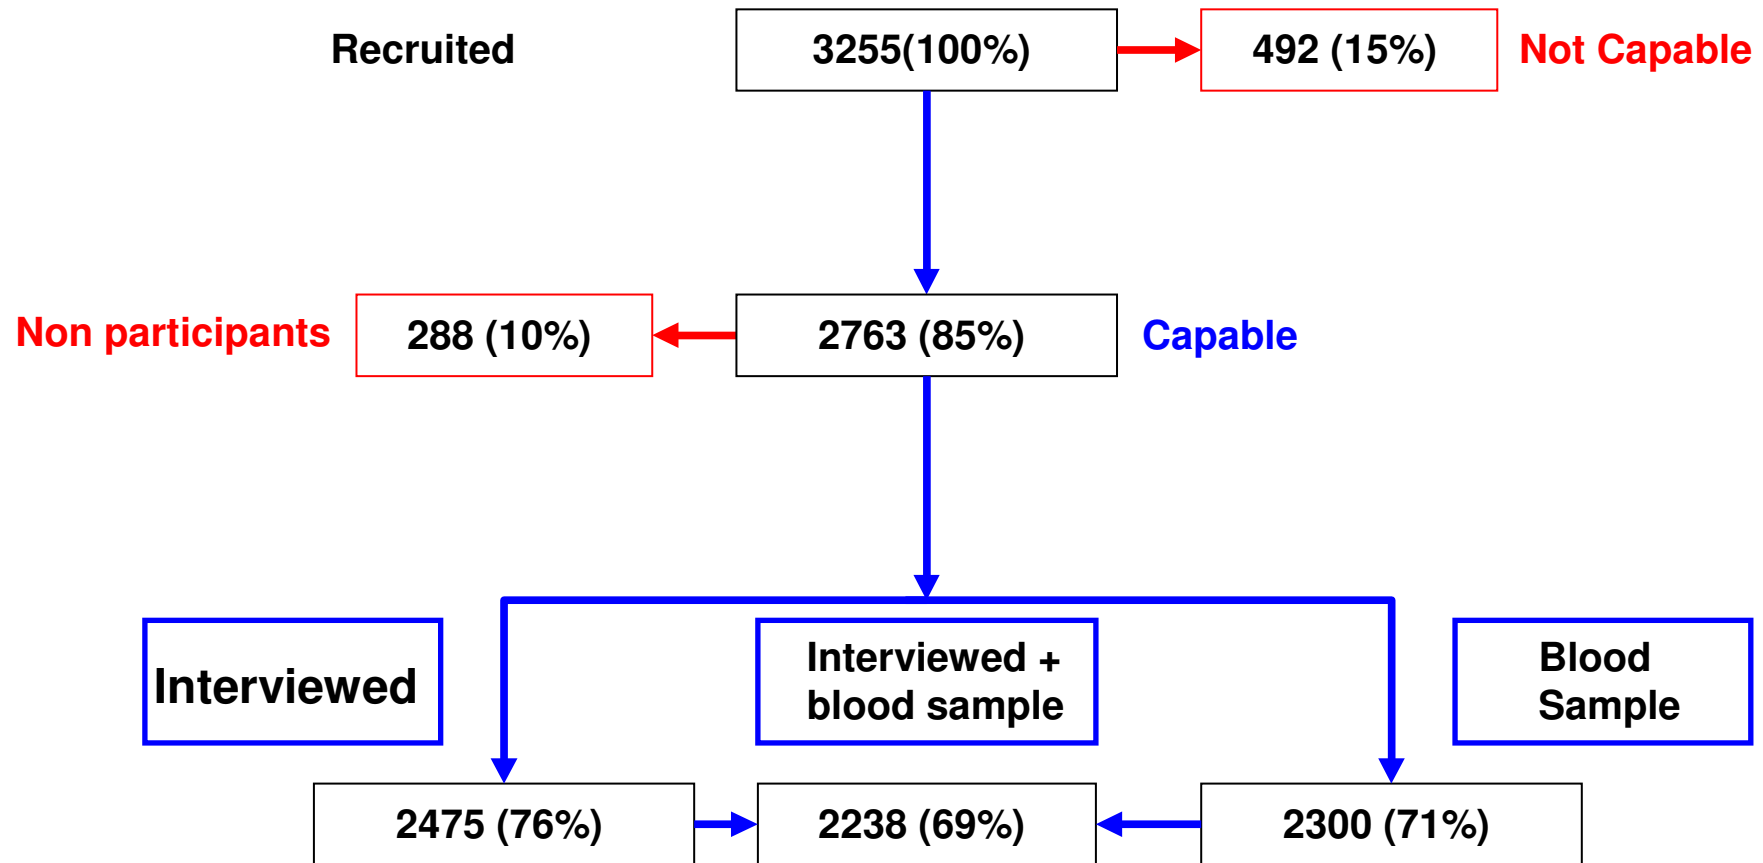 Recruited
3255(100%)
492 (15%)
Not Capable
Non participants
288 (10%)
2763 (85%)
Capable
Interviewed
Interviewed +
blood sample
Blood
Sample
2475 (76%)
2238 (69%)
2300 (71%)